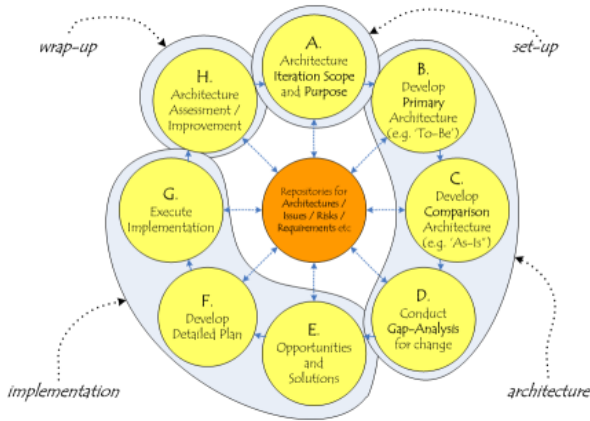 wrap-up
set-up
A.
Architecture
Iteration Scope
and Purpose
B.
Develop
Primary
Architecture
(e.g. 'To-Be')
C.
Develop
Comparison
Architecture
(e.g. 'As-Is")
D.
Conduct
Gap-Analysis
for change
E.
Opportunities
and
Solutions
F.
Develop
Detailed Plan
G.
Execute
Implementation
H.
Architecture
Assessment /
Improvement
Repositories for
Architectures /
Issues / Risks /
Requirements etc
implementation
architecture